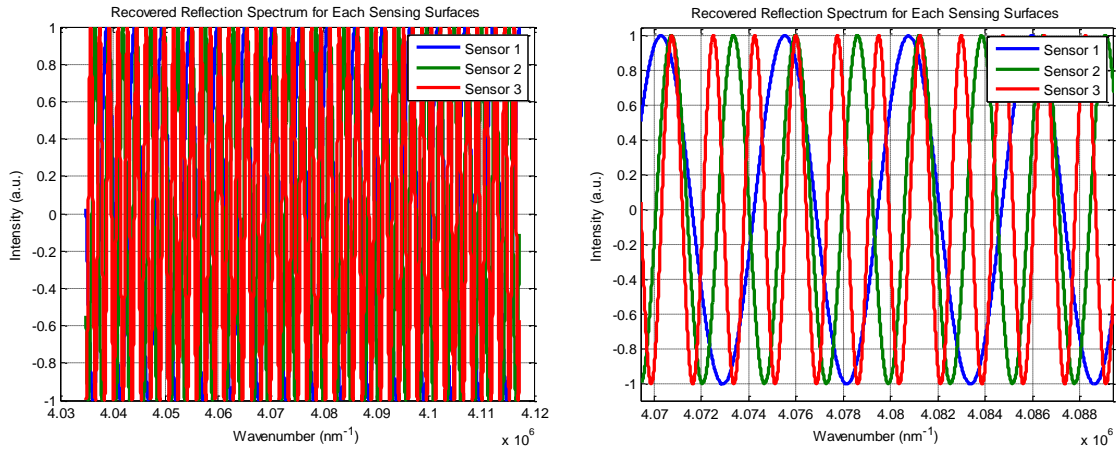 Recovered Reflection Spectrum for Each Sensing Surfaces
1
0.8
0.6
0.4
0.2
0
-0.2
-0.4
-0.6
-0.8
-1
Intensity (a.u.)
Sensor 1
Sensor 2
Sensor 3
4.03 4.04 4.05 4.06 4.07 4.08 4.09 4.1 4.11 4.12
Wavenumber (nm⁻¹)
x 10⁶
Recovered Reflection Spectrum for Each Sensing Surfaces
1
0.8
0.6
0.4
0.2
0
-0.2
-0.4
-0.6
-0.8
-1
Intensity (a.u.)
Sensor 1
Sensor 2
Sensor 3
4.07 4.072 4.074 4.076 4.078 4.08 4.082 4.084 4.086 4.088
Wavenumber (nm⁻¹)
x 10⁶